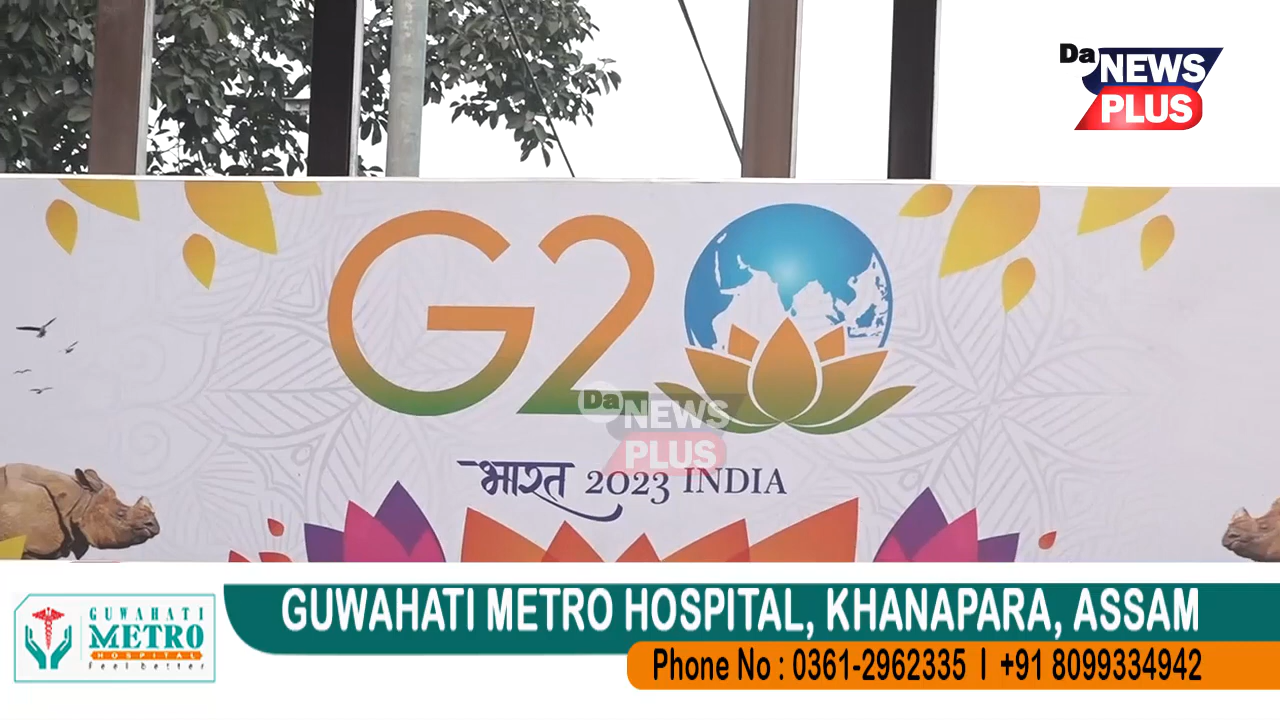 Da NEWS
PLUS
G20
Da NEWS
PLUS
भारत 2023 INDIA
GUWAHATI
METRO
HOSPITAL
Feel better
GUWAHATI METRO HOSPITAL, KHANAPARA, ASSAM
Phone No : 0361-2962335 I +91 8099334942